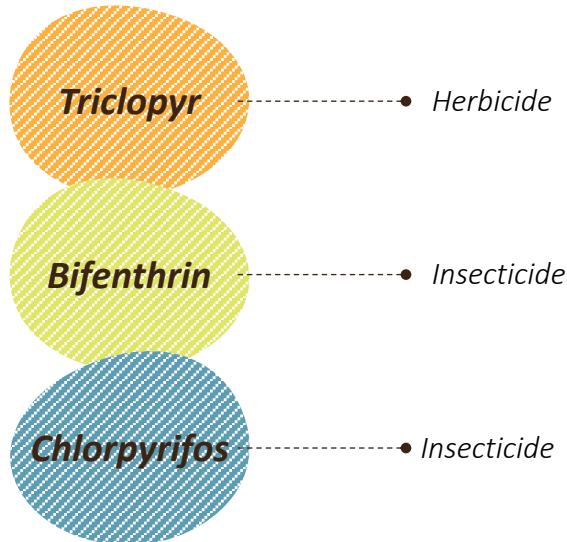 Triclopyr
Herbicide
Bifenthrin
Insecticide
Chlorpyrifos
Insecticide